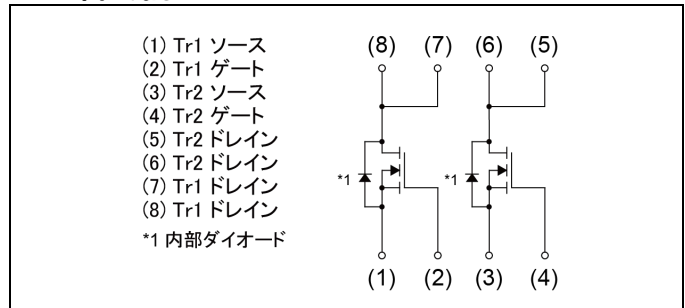 (1) Tr1 ソース
(2) Tr1 ゲート
(3) Tr2 ソース
(4) Tr2 ゲート
(5) Tr2 ドレイン
(6) Tr2 ドレイン
(7) Tr1 ドレイン
(8) Tr1 ドレイン
*1 内部ダイオード
(8) (7) (6) (5)
*1 *1
(1) (2) (3) (4)